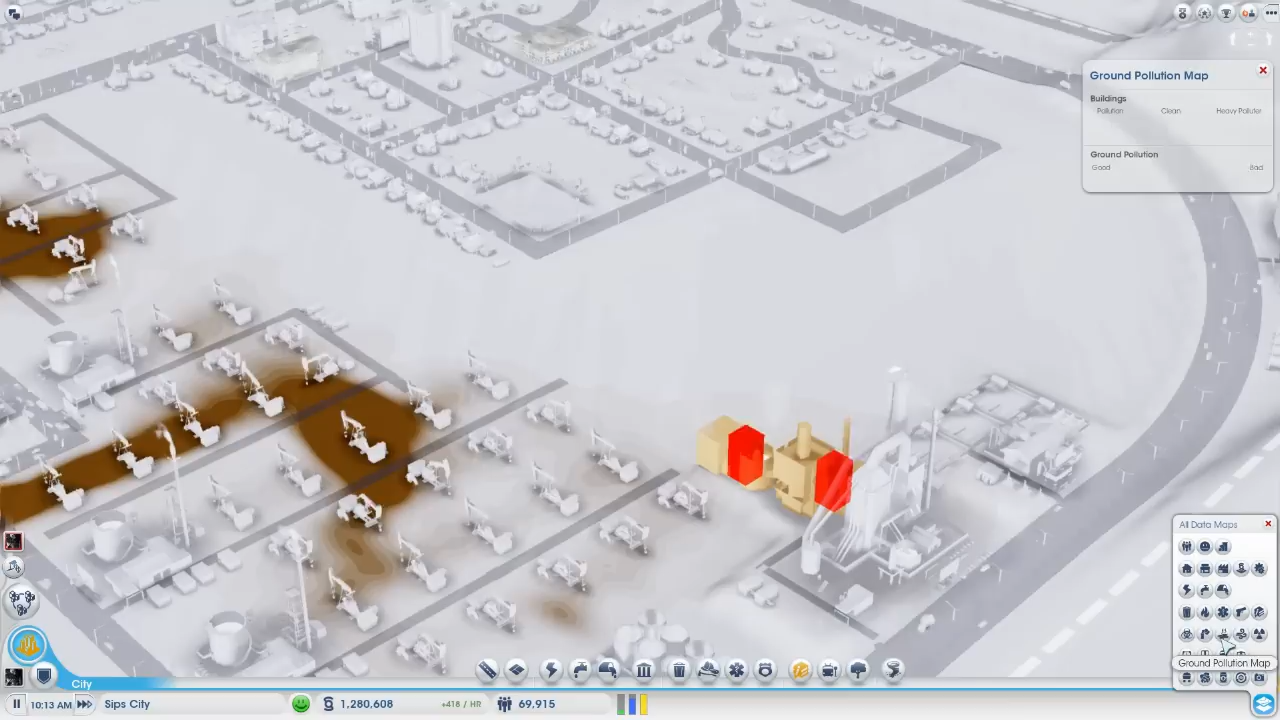 Ground Pollution Map
Buildings
Pollution Clean Heavy Polluter
Ground Pollution
Good Bad
All Data Maps
Ground Pollution Map
City
10:13 AM Sips City 1,280,608 +418 / HR 69,915